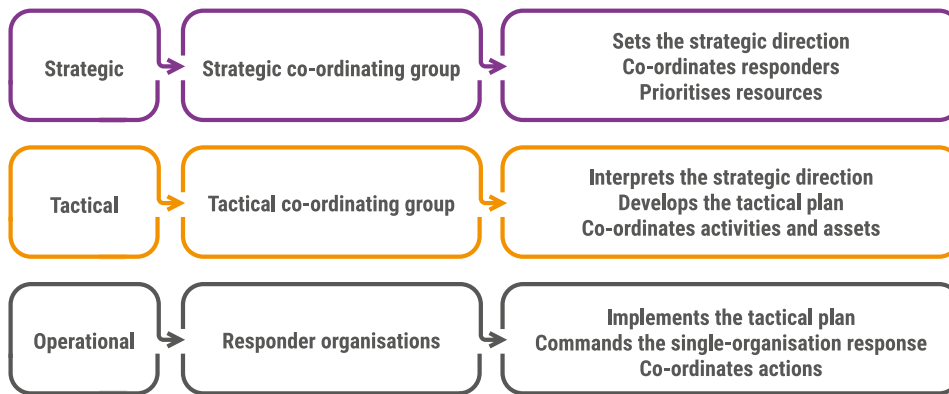 Strategic
Strategic co-ordinating group
Sets the strategic direction
Co-ordinates responders
Prioritises resources
Tactical
Tactical co-ordinating group
Interprets the strategic direction
Develops the tactical plan
Co-ordinates activities and assets
Operational
Responder organisations
Implements the tactical plan
Commands the single-organisation response
Co-ordinates actions